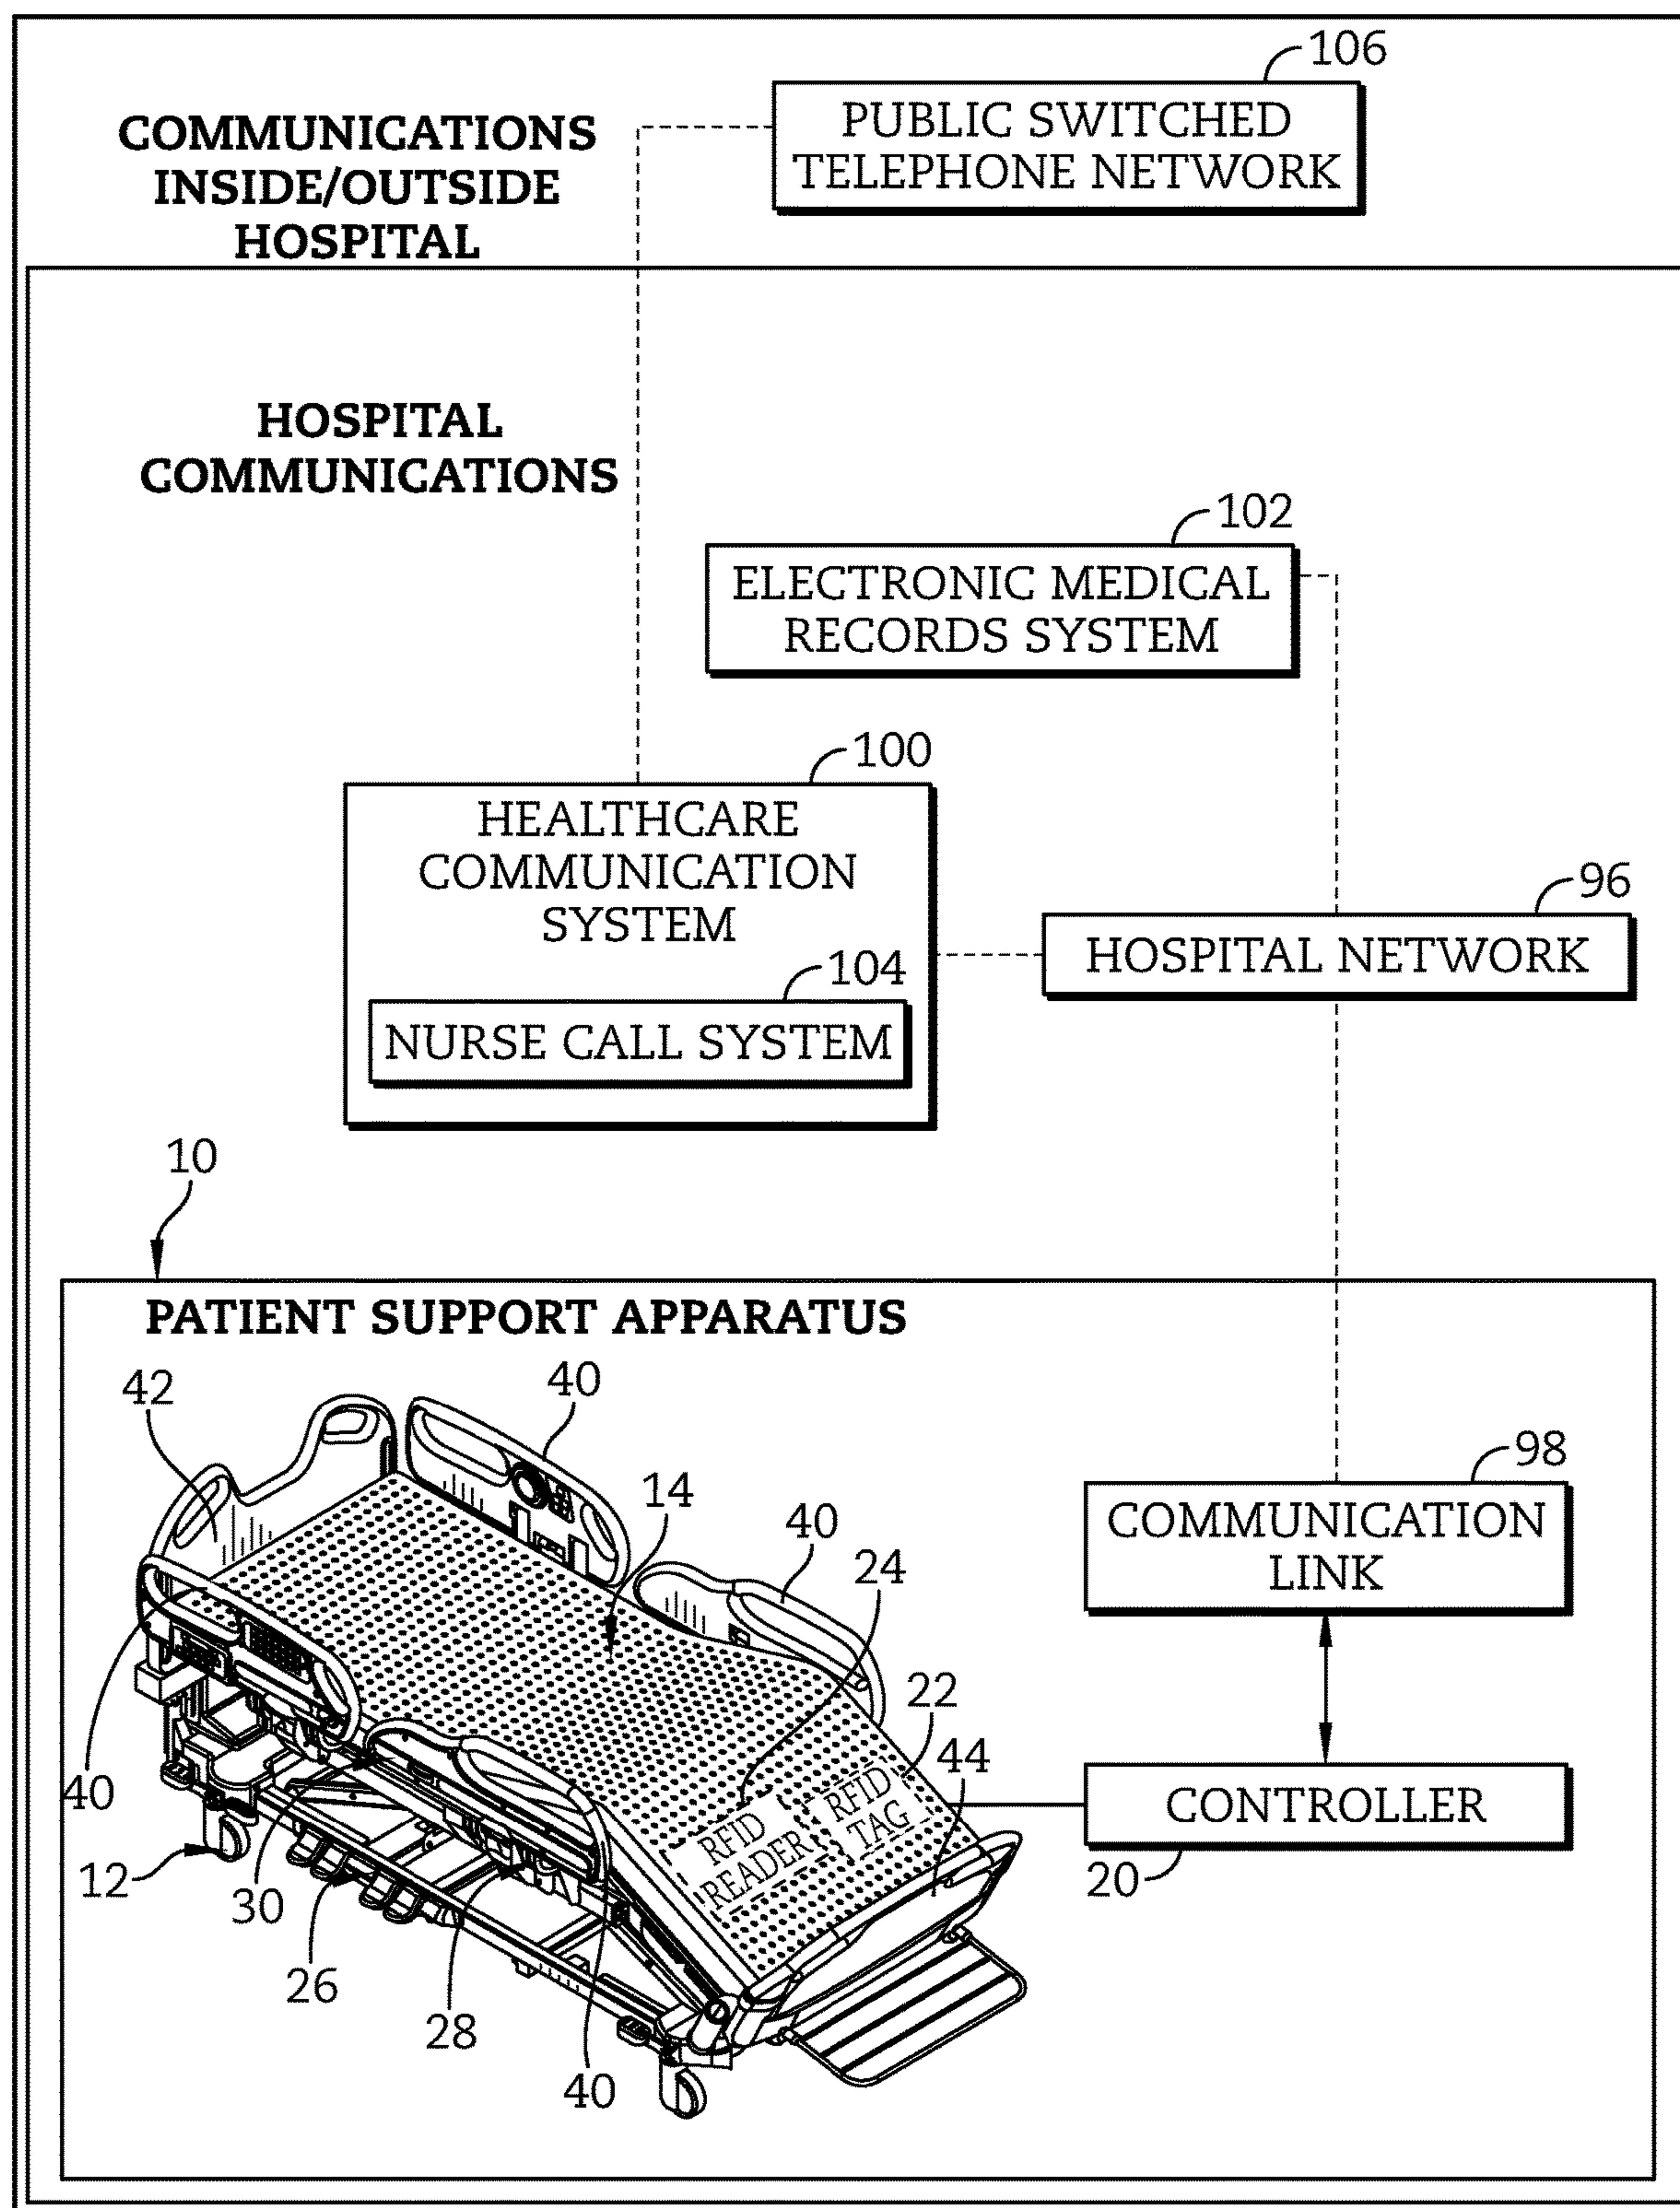 106
PUBLIC SWITCHED
TELEPHONE NETWORK
COMMUNICATIONS
INSIDE/OUTSIDE
HOSPITAL
HOSPITAL
COMMUNICATIONS
102
ELECTRONIC MEDICAL
RECORDS SYSTEM
100
HEALTHCARE
COMMUNICATION
SYSTEM
96
HOSPITAL NETWORK
104
NURSE CALL SYSTEM
10
PATIENT SUPPORT APPARATUS
42
40
14
40
24
98
COMMUNICATION
LINK
22
44
40
RFID
READER
RFID
TAG
CONTROLLER
20
12
30
26
28
40